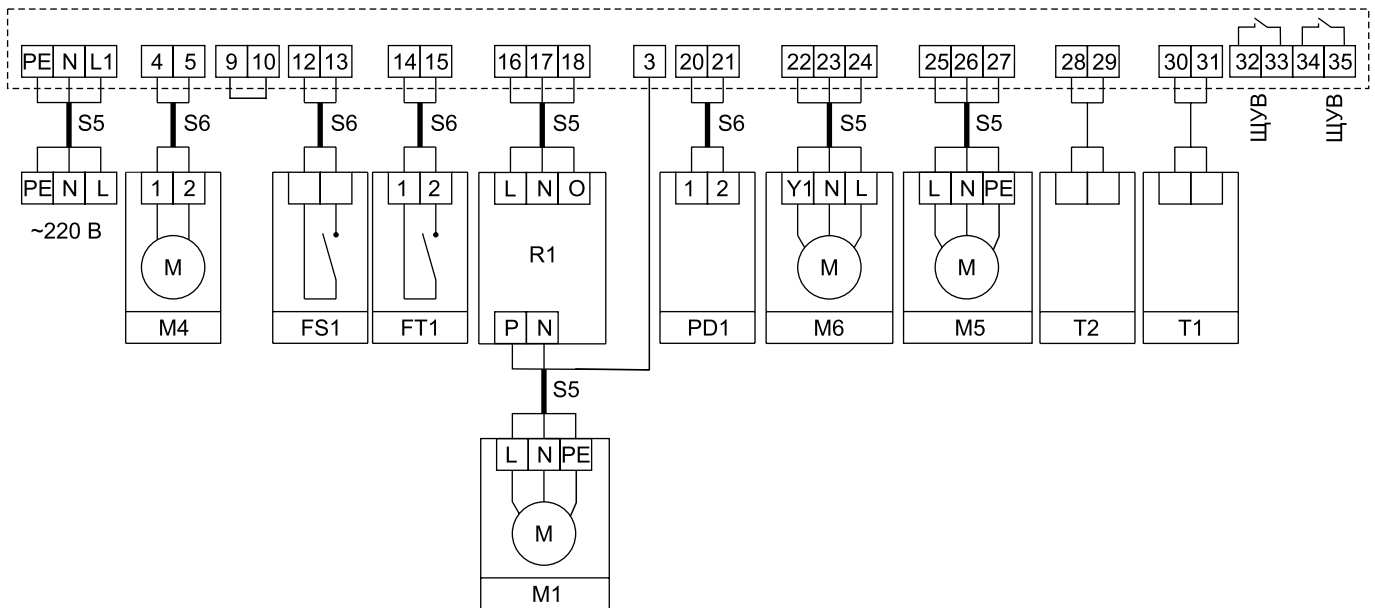 PE N L1 4 5 9 10 12 13 14 15 16 17 18 3 20 21 22 23 24 25 26 27 28 29 30 31 32 33 34 35
S5 S6 S6 S6 S5 S6 S5 S5 ЩУВ ЩУВ
PE N L 1 2 1 2 L N O 1 2 Y1 N L L N PE
~220 В
R1
M M M
P N
M4 FS1 FT1 PD1 M6 M5 T2 T1
S5
L N PE
M
M1